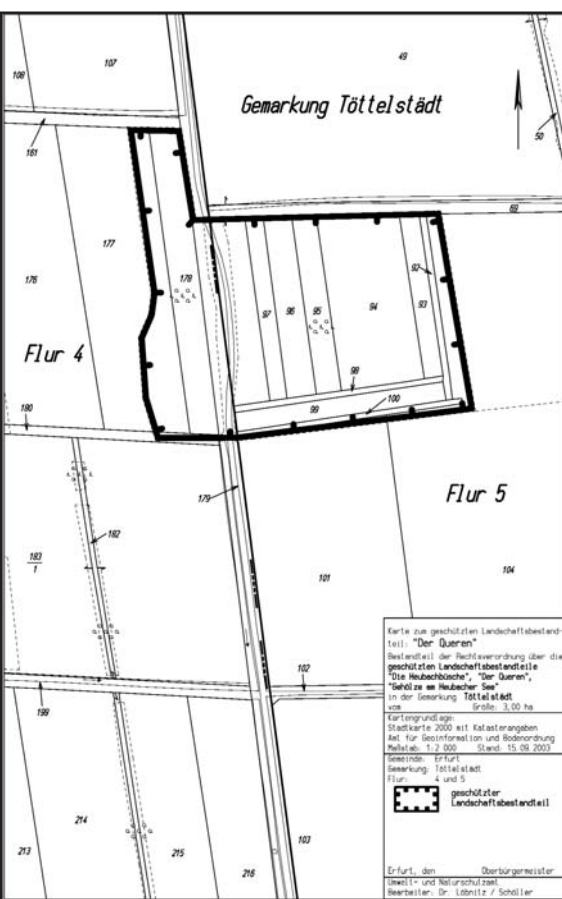 108
107
49
Gemarkung Töttelstädt
50
161
69
177
178
176
92
97
96
95
94
93
Flur 4
98
99
100
180
179
Flur 5
182
183
1
101
104
102
199
103
214
213
215
216
Karte zum geschützten Landschaftsbestand-
teil: "Der Queren"
Bestandteil der Rechtsverordnung über die
geschützten Landschaftsbestandteile
"Die Heubachbüsche", "Der Queren",
"Gehölze am Heubacher See"
in der Gemarkung Töttelstädt
vom Größe: 3,00 ha
Kartengrundlage:
Stadtkarte 2000 mit Katasterangaben
Amt für Geoinformation und Bodenordnung
Maßstab: 1:2 000 Stand: 15.09.2003
Gemeinde: Erfurt
Gemarkung: Töttelstädt
Flur: 4 und 5
geschützter
Landschaftsbestandteil
Erfurt, den Oberbürgermeister
Umwelt- und Naturschutzamt
Bearbeiter: Dr. Löbnitz / Schöller